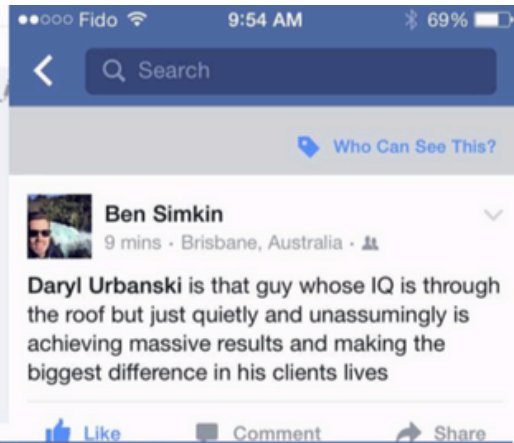 Fido 9:54 AM 69%
Search
Who Can See This?
Ben Simkin
9 mins · Brisbane, Australia ·
Daryl Urbanski is that guy whose IQ is through
the roof but just quietly and unassumingly is
achieving massive results and making the
biggest difference in his clients lives
Like Comment Share